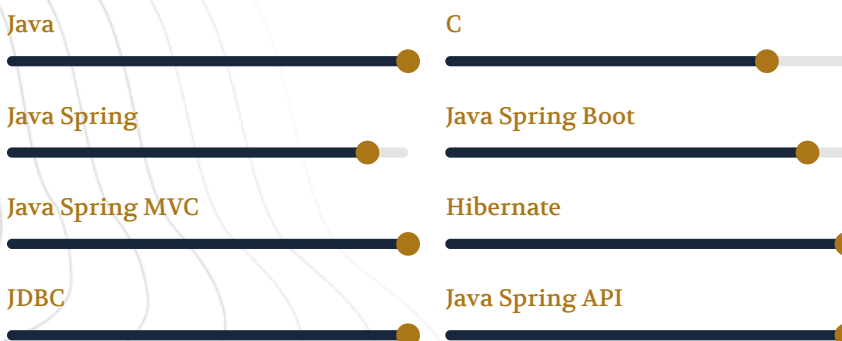 Java
C
Java Spring
Java Spring Boot
Java Spring MVC
Hibernate
JDBC
Java Spring API